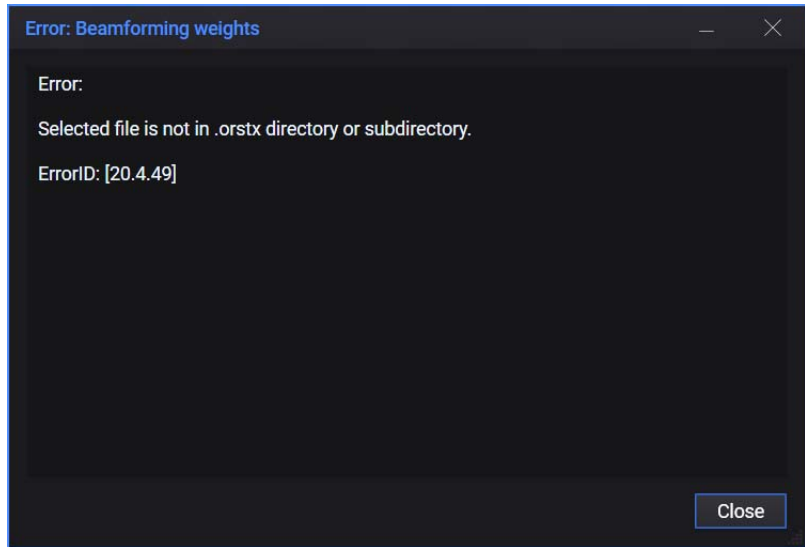 Error: Beamforming weights
Error:
Selected file is not in .orstx directory or subdirectory.
ErrorID: [20.4.49]
Close